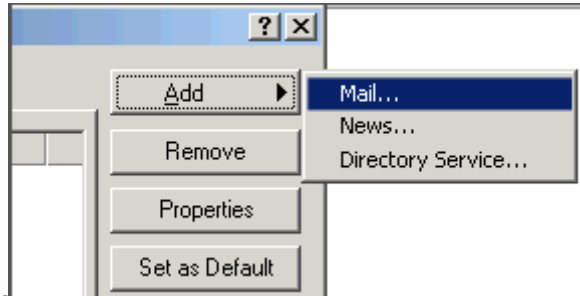 Add
Mail...
News...
Directory Service...
Remove
Properties
Set as Default